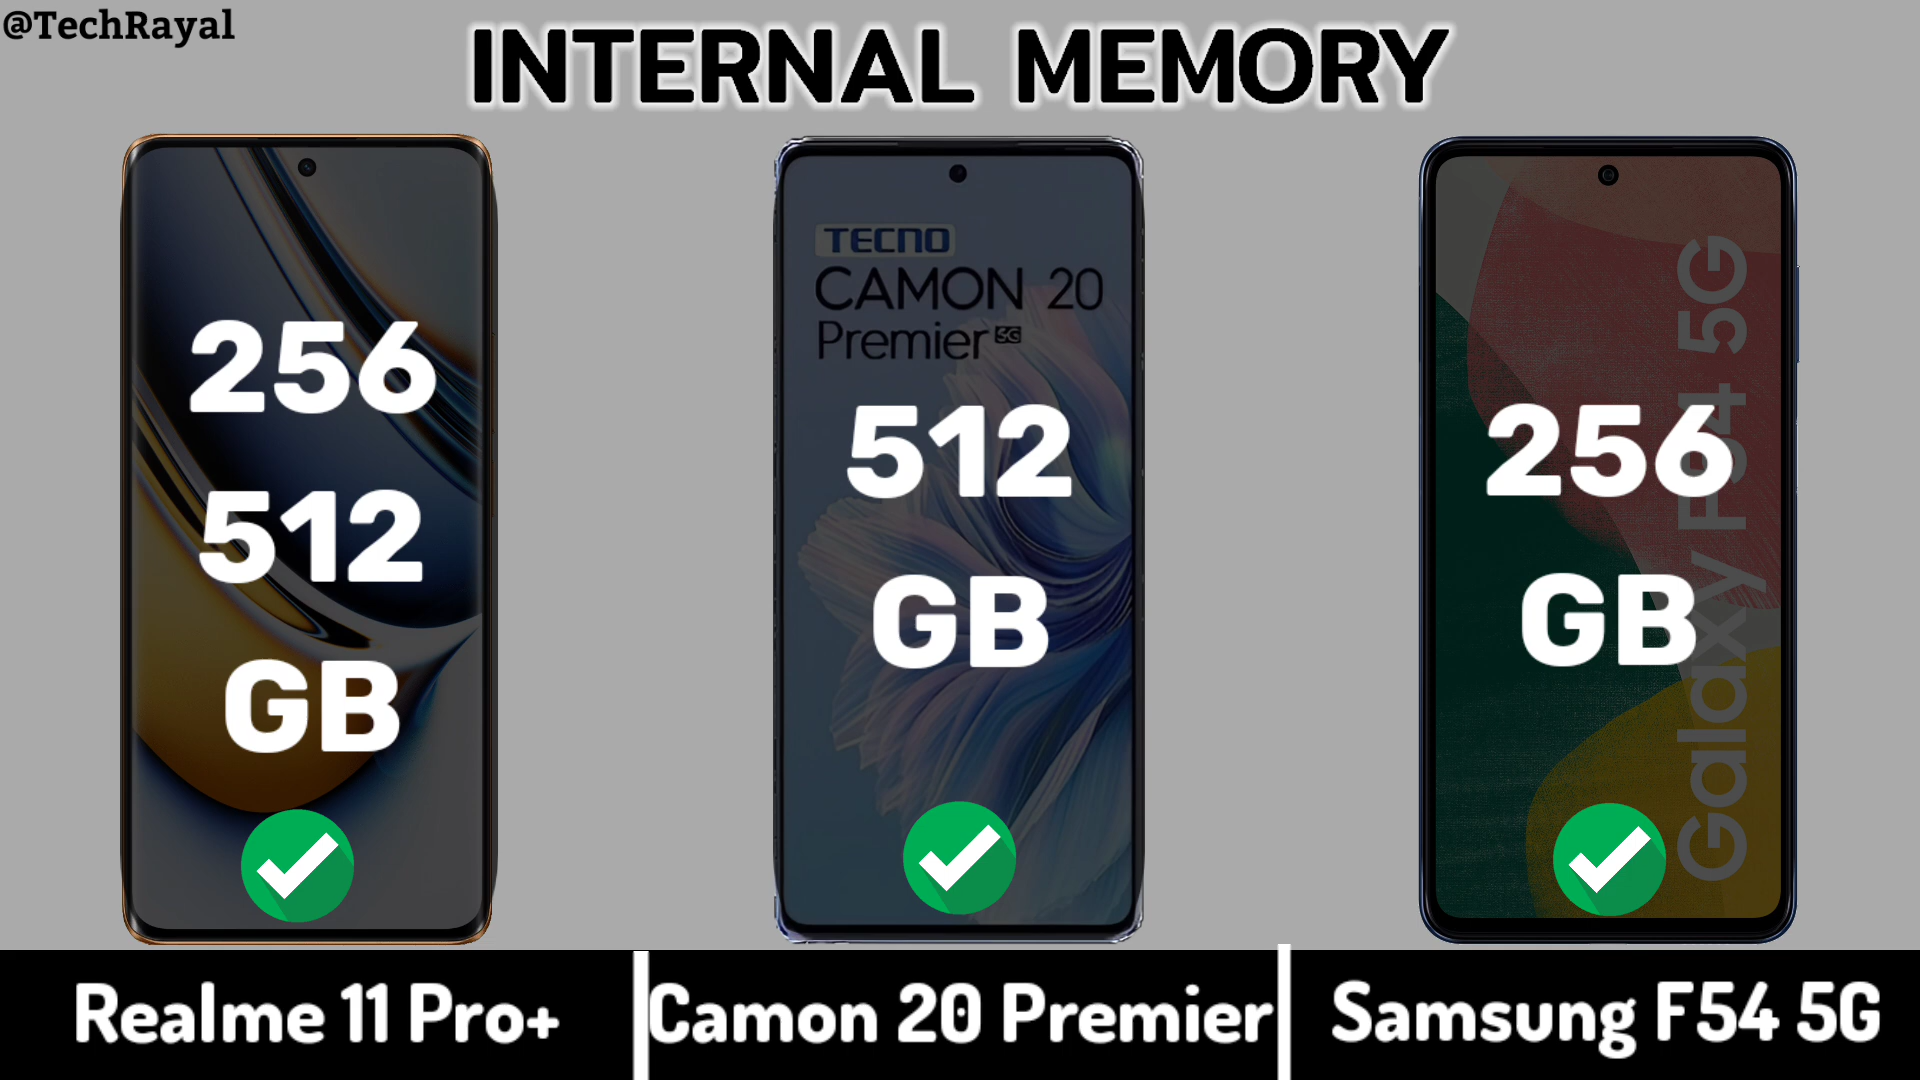 @TechRayal
INTERNAL MEMORY
256
512
GB
TECNO
CAMON 20
Premier 5G
512
GB
256
GB
Galaxy F54 5G
Realme 11 Pro+
Camon 20 Premier
Samsung F54 5G